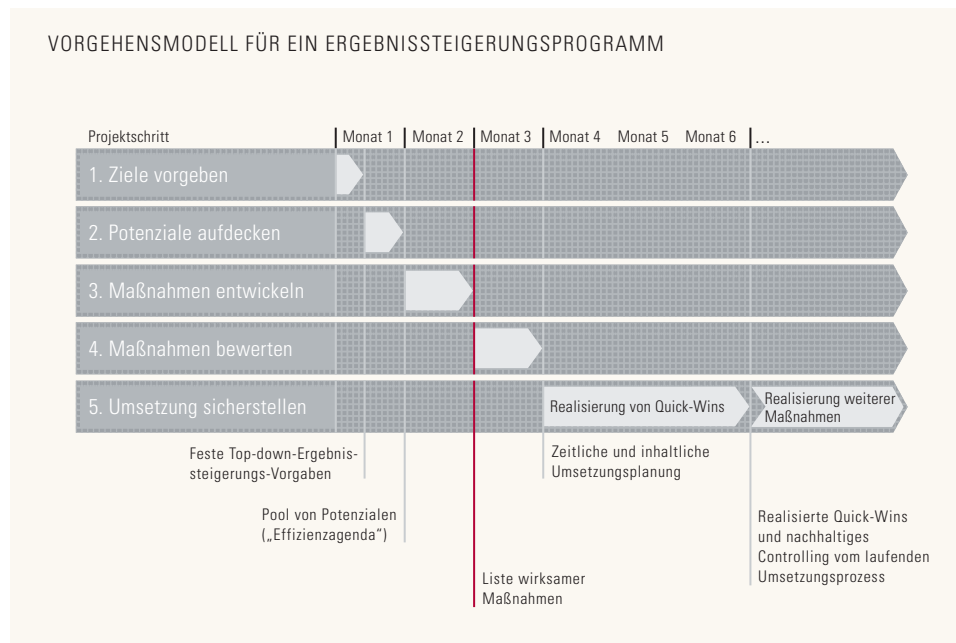 VORGEHENSMODELL FÜR EIN ERGEBNISSTEIGERUNGSPROGRAMM
Projektschritt
Monat 1
Monat 2
Monat 3
Monat 4
Monat 5
Monat 6
...
1. Ziele vorgeben
2. Potenziale aufdecken
3. Maßnahmen entwickeln
4. Maßnahmen bewerten
5. Umsetzung sicherstellen
Realisierung von Quick-Wins
Realisierung weiterer
Maßnahmen
Feste Top-down-Ergebnis-
steigerungs-Vorgaben
Pool von Potenzialen
(„Effizienzagenda“)
Liste wirksamer
Maßnahmen
Zeitliche und inhaltliche
Umsetzungsplanung
Realisierte Quick-Wins
und nachhaltiges
Controlling vom laufenden
Umsetzungsprozess